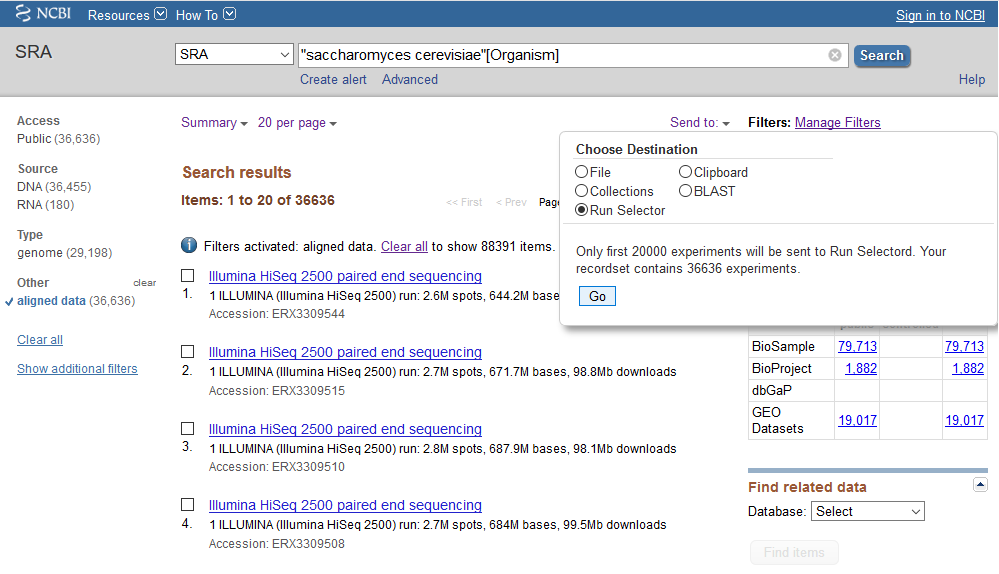 NCBI Resources How To Sign in to NCBI
SRA
SRA "saccharomyces cerevisiae"[Organism] Search
Create alert Advanced Help
Access
Public (36,636)
Source
DNA (36,455)
RNA (180)
Type
genome (29,198)
Other clear
aligned data (36,636)
Clear all
Show additional filters
Summary 20 per page Send to:
Search results
Items: 1 to 20 of 36636
<< First < Prev Page
Filters activated: aligned data. Clear all to show 88391 items.
Illumina HiSeq 2500 paired end sequencing
1. 1 ILLUMINA (Illumina HiSeq 2500) run: 2.6M spots, 644.2M base
Accession: ERX3309544
Illumina HiSeq 2500 paired end sequencing
2. 1 ILLUMINA (Illumina HiSeq 2500) run: 2.7M spots, 671.7M bases, 98.8Mb downloads
Accession: ERX3309515
Illumina HiSeq 2500 paired end sequencing
3. 1 ILLUMINA (Illumina HiSeq 2500) run: 2.8M spots, 687.9M bases, 98.1Mb downloads
Accession: ERX3309510
Illumina HiSeq 2500 paired end sequencing
4. 1 ILLUMINA (Illumina HiSeq 2500) run: 2.7M spots, 684M bases, 99.5Mb downloads
Accession: ERX3309508
Filters: Manage Filters
Choose Destination
File Clipboard
Collections BLAST
Run Selector
Only first 20000 experiments will be sent to Run Selectord. Your
recordset contains 36636 experiments.
Go
BioSample 79,713 79,713
BioProject 1,882 1,882
dbGaP
GEO
Datasets 19,017 19,017
Find related data
Database: Select
Find items